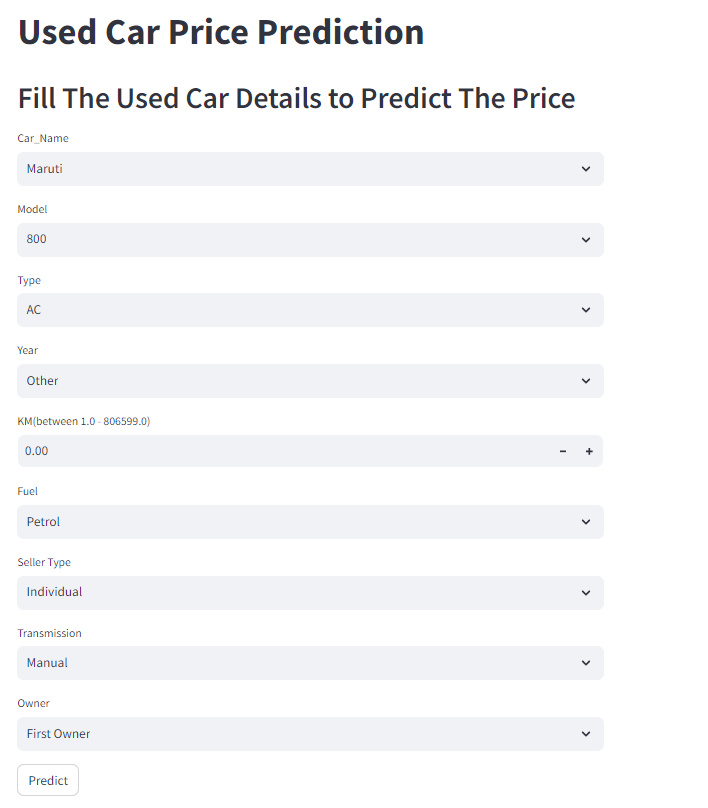 Used Car Price Prediction
Fill The Used Car Details to Predict The Price
Car_Name
Maruti
Model
800
Type
AC
Year
Other
KM(between 1.0 - 806599.0)
0.00
Fuel
Petrol
Seller Type
Individual
Transmission
Manual
Owner
First Owner
Predict